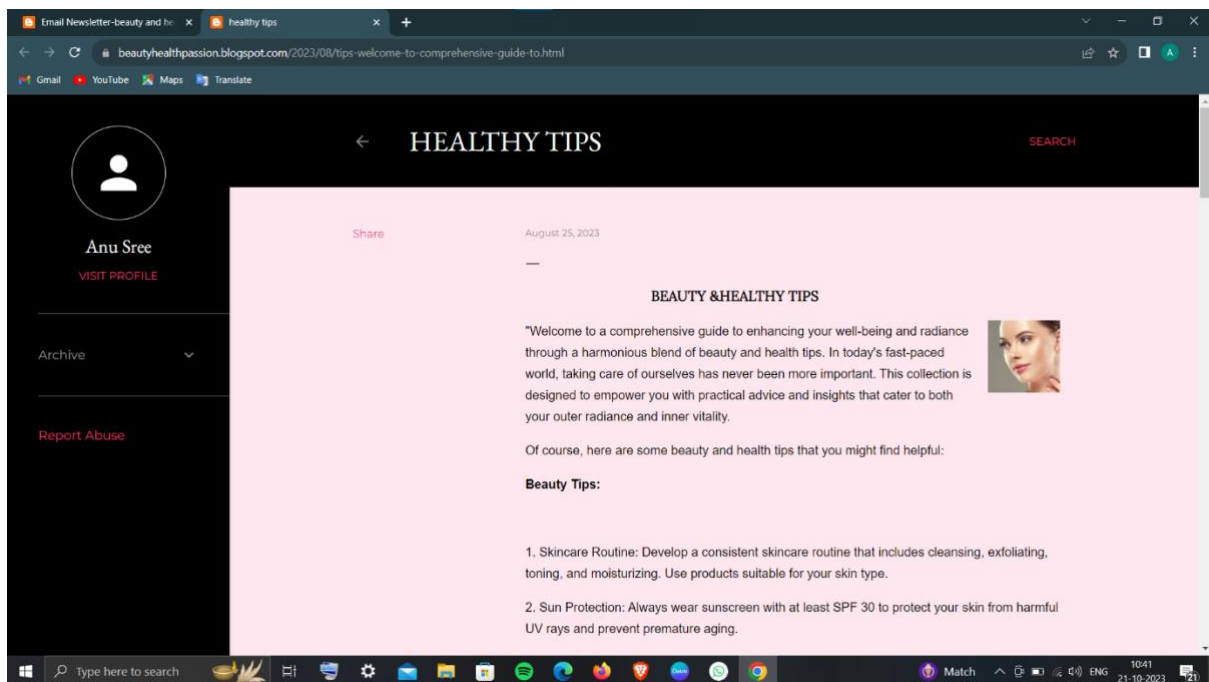 Email Newsletter-beauty and he
healthy tips
beautyhealthpassion.blogspot.com/2023/08/tips-welcome-to-comprehensive-guide-to.html
A
Gmail YouTube Maps Translate
HEALTHY TIPS
SEARCH
Anu Sree
VISIT PROFILE
Archive
Report Abuse
Share
August 25, 2023
BEAUTY &HEALTHY TIPS
"Welcome to a comprehensive guide to enhancing your well-being and radiance
through a harmonious blend of beauty and health tips. In today's fast-paced
world, taking care of ourselves has never been more important. This collection is
designed to empower you with practical advice and insights that cater to both
your outer radiance and inner vitality.
Of course, here are some beauty and health tips that you might find helpful:
Beauty Tips:
1. Skincare Routine: Develop a consistent skincare routine that includes cleansing, exfoliating,
toning, and moisturizing. Use products suitable for your skin type.
2. Sun Protection: Always wear sunscreen with at least SPF 30 to protect your skin from harmful
UV rays and prevent premature aging.
Type here to search
Match
ENG
10:41
21-10-2023
21